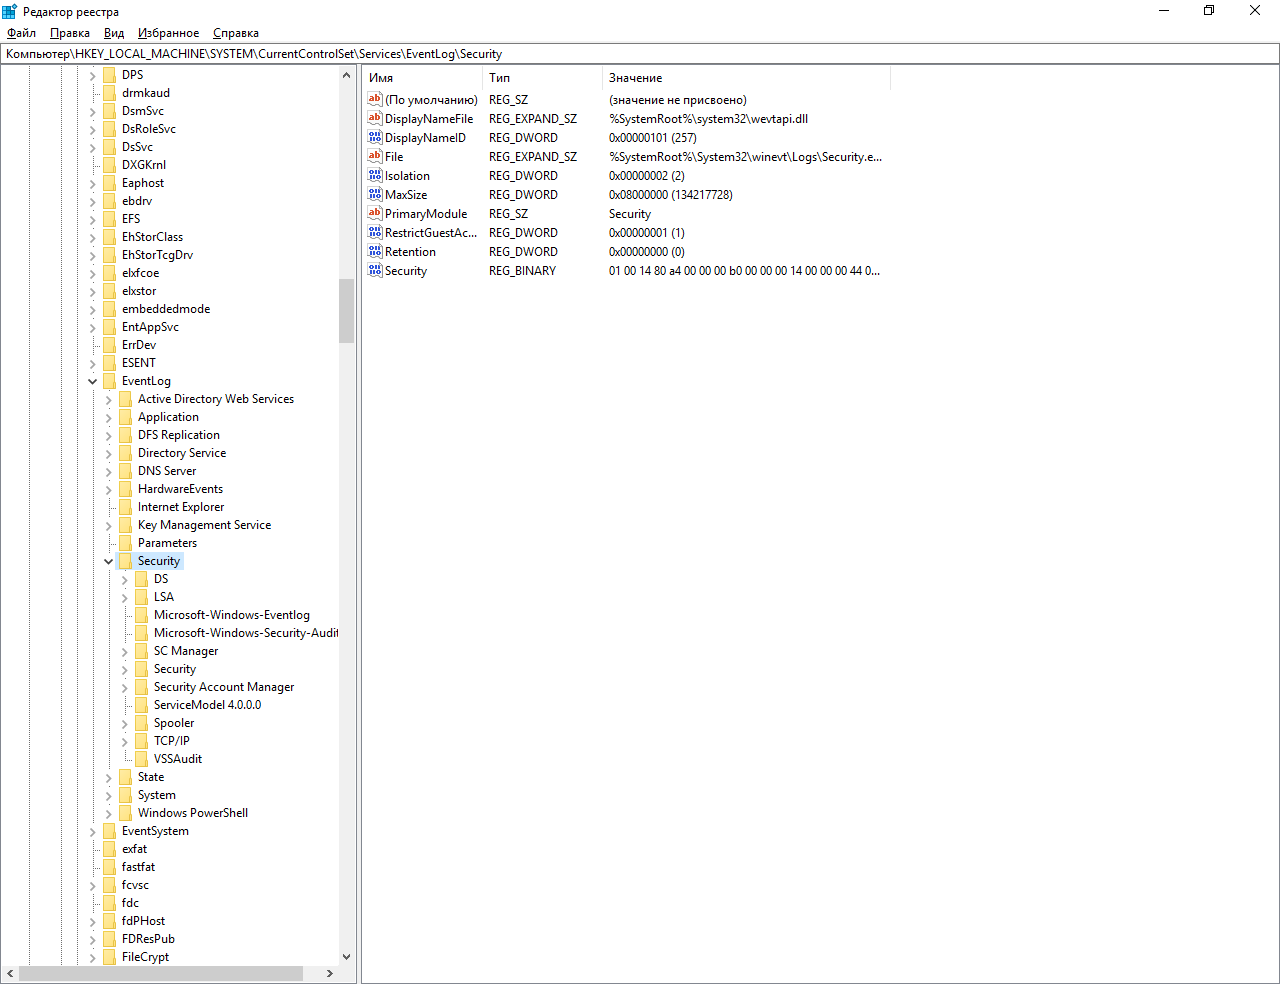 Редактор реестра
Файл Правка Вид Избранное Справка
Компьютер\HKEY_LOCAL_MACHINE\SYSTEM\CurrentControlSet\Services\EventLog\Security
DPS
drmkaud
DsmSvc
DsRoleSvc
DsSvc
DXGKrnl
Eaphost
ebdrv
EFS
EhStorClass
EhStorTcgDrv
elxfcoe
elxstor
embeddedmode
EntAppSvc
ErrDev
ESENT
EventLog
Active Directory Web Services
Application
DFS Replication
Directory Service
DNS Server
HardwareEvents
Internet Explorer
Key Management Service
Parameters
Security
DS
LSA
Microsoft-Windows-Eventlog
Microsoft-Windows-Security-Audit
SC Manager
Security
Security Account Manager
ServiceModel 4.0.0.0
Spooler
TCP/IP
VSSAudit
State
System
Windows PowerShell
EventSystem
exfat
fastfat
fcvsc
fdc
fdPHost
FDResPub
FileCrypt
Имя Тип Значение
(По умолчанию) REG_SZ (значение не присвоено)
DisplayNameFile REG_EXPAND_SZ %SystemRoot%\system32\wevtapi.dll
DisplayNameID REG_DWORD 0x00000101 (257)
File REG_EXPAND_SZ %SystemRoot%\System32\winevt\Logs\Security.e...
Isolation REG_DWORD 0x00000002 (2)
MaxSize REG_DWORD 0x08000000 (134217728)
PrimaryModule REG_SZ Security
RestrictGuestAc... REG_DWORD 0x00000001 (1)
Retention REG_DWORD 0x00000000 (0)
Security REG_BINARY 01 00 14 80 a4 00 00 00 b0 00 00 00 14 00 00 00 44 0...